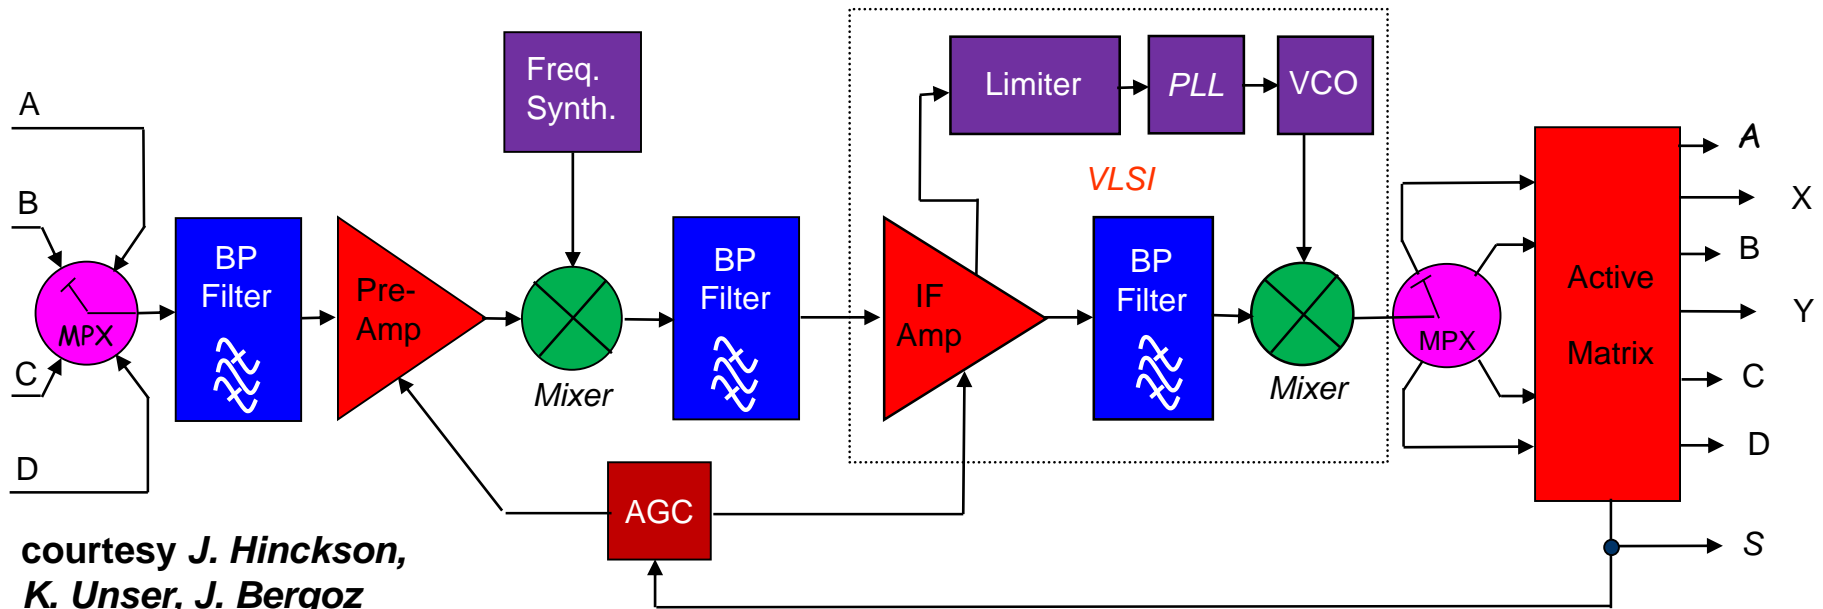 A
B
C
D
MPX
BP
Filter
Pre-
Amp
Freq.
Synth.
Mixer
BP
Filter
IF
Amp
Limiter
PLL
VCO
VLSI
BP
Filter
Mixer
MPX
Active
Matrix
A
X
B
Y
C
D
S
AGC
courtesy J. Hinckson,
K. Unser, J. Bergoz